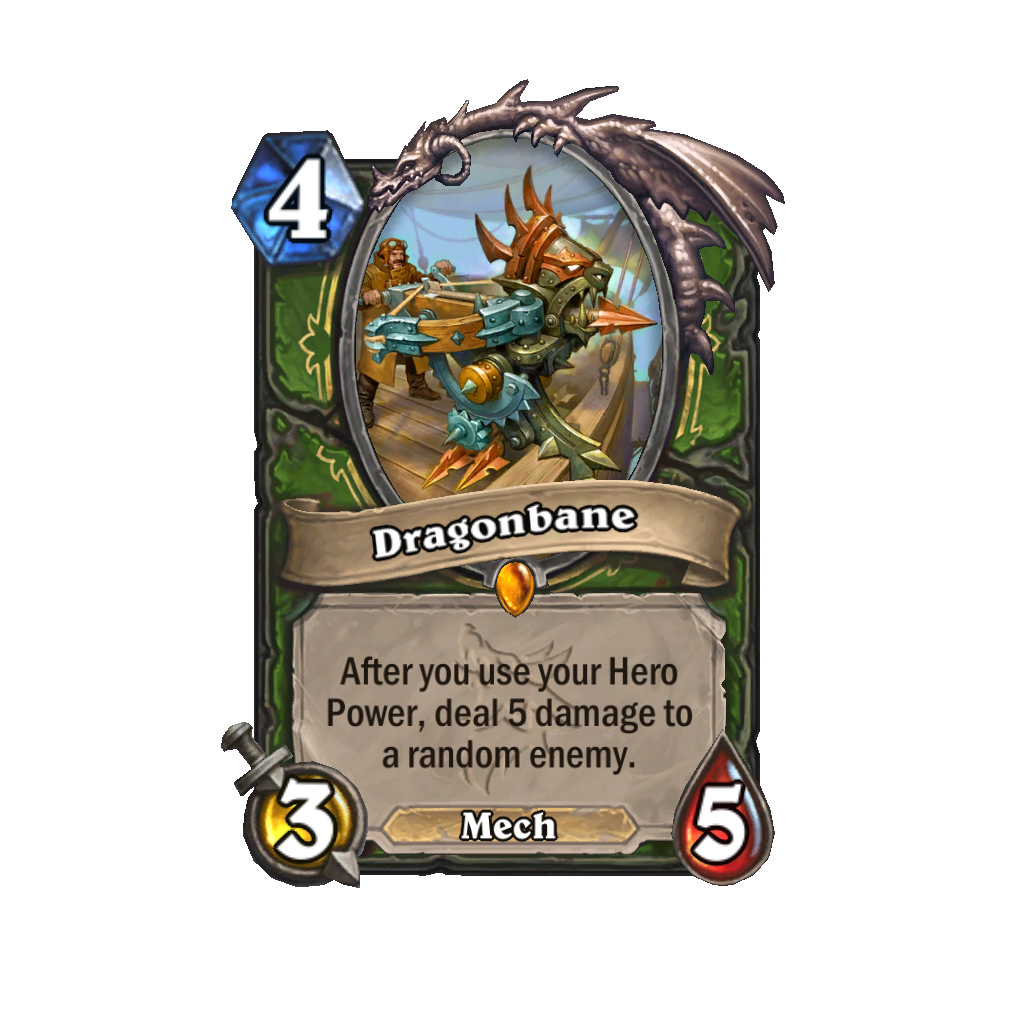 4
Dragonbane
After you use your Hero
Power, deal 5 damage to
a random enemy.
3
Mech
5